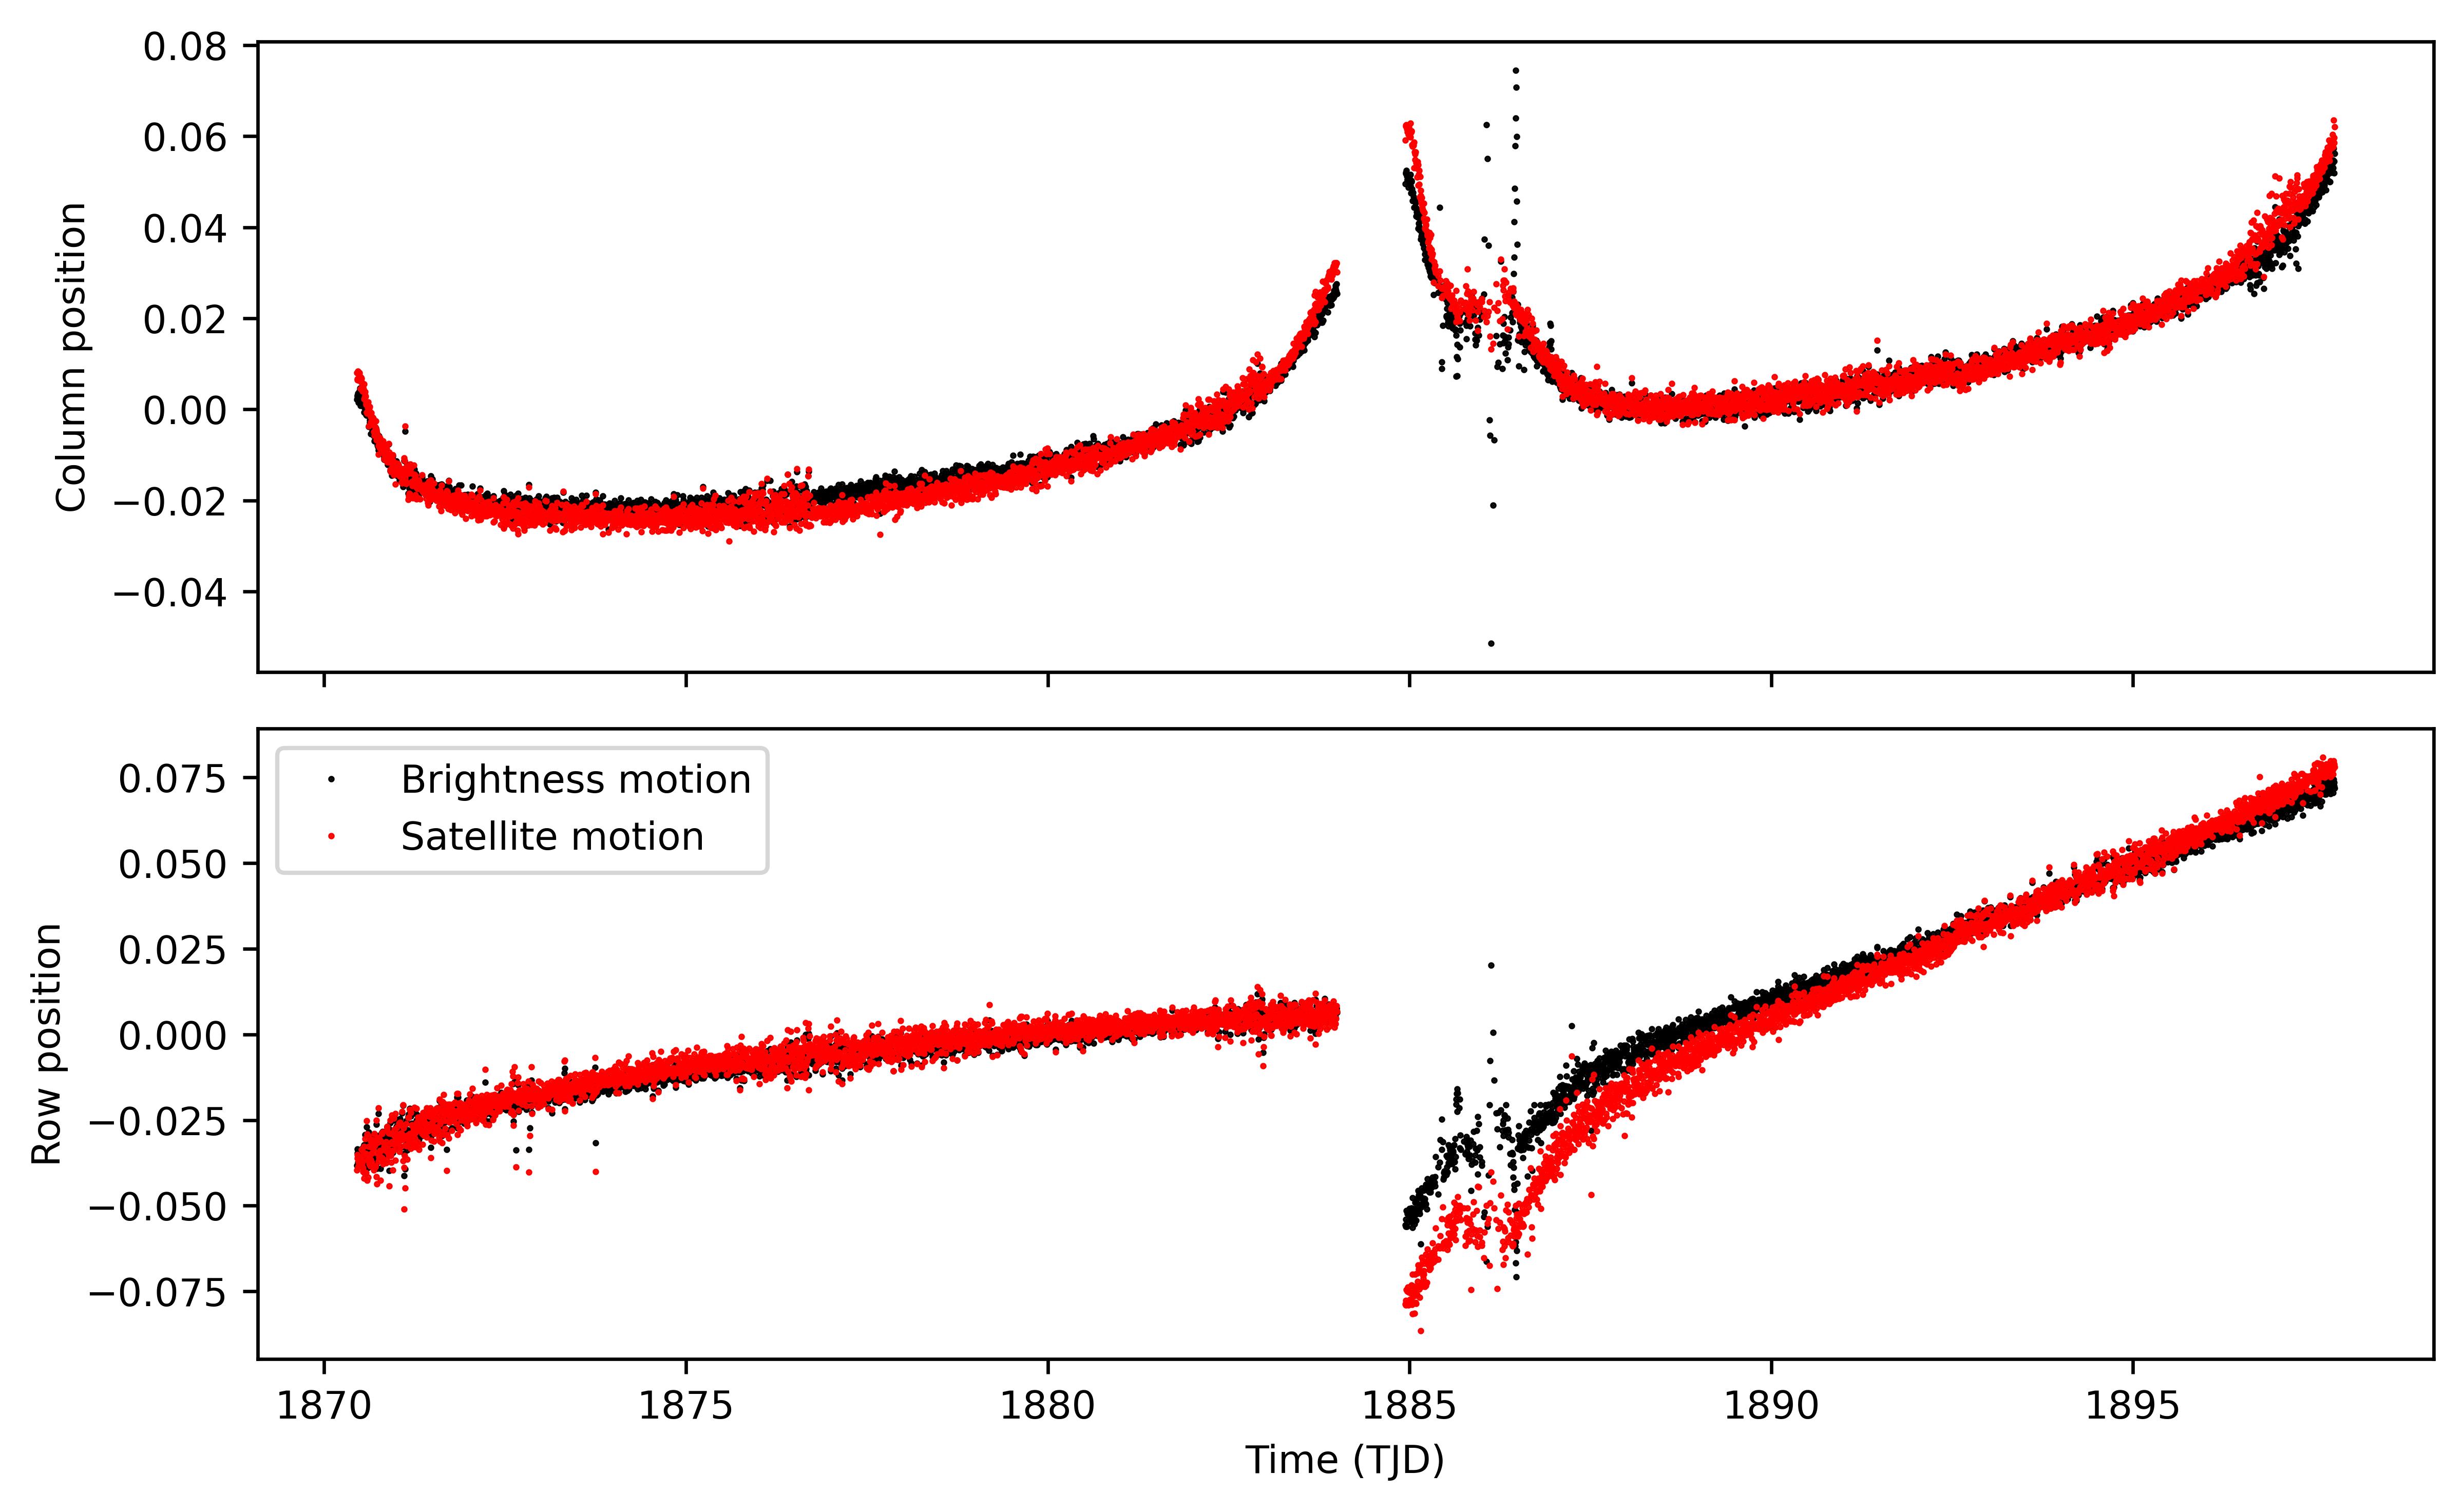 0.08
0.06
0.04
0.02
0.00
−0.02
−0.04
Column position
Brightness motion
Satellite motion
0.075
0.050
0.025
0.000
−0.025
−0.050
−0.075
Row position
1870 1875 1880 1885 1890 1895
Time (TJD)